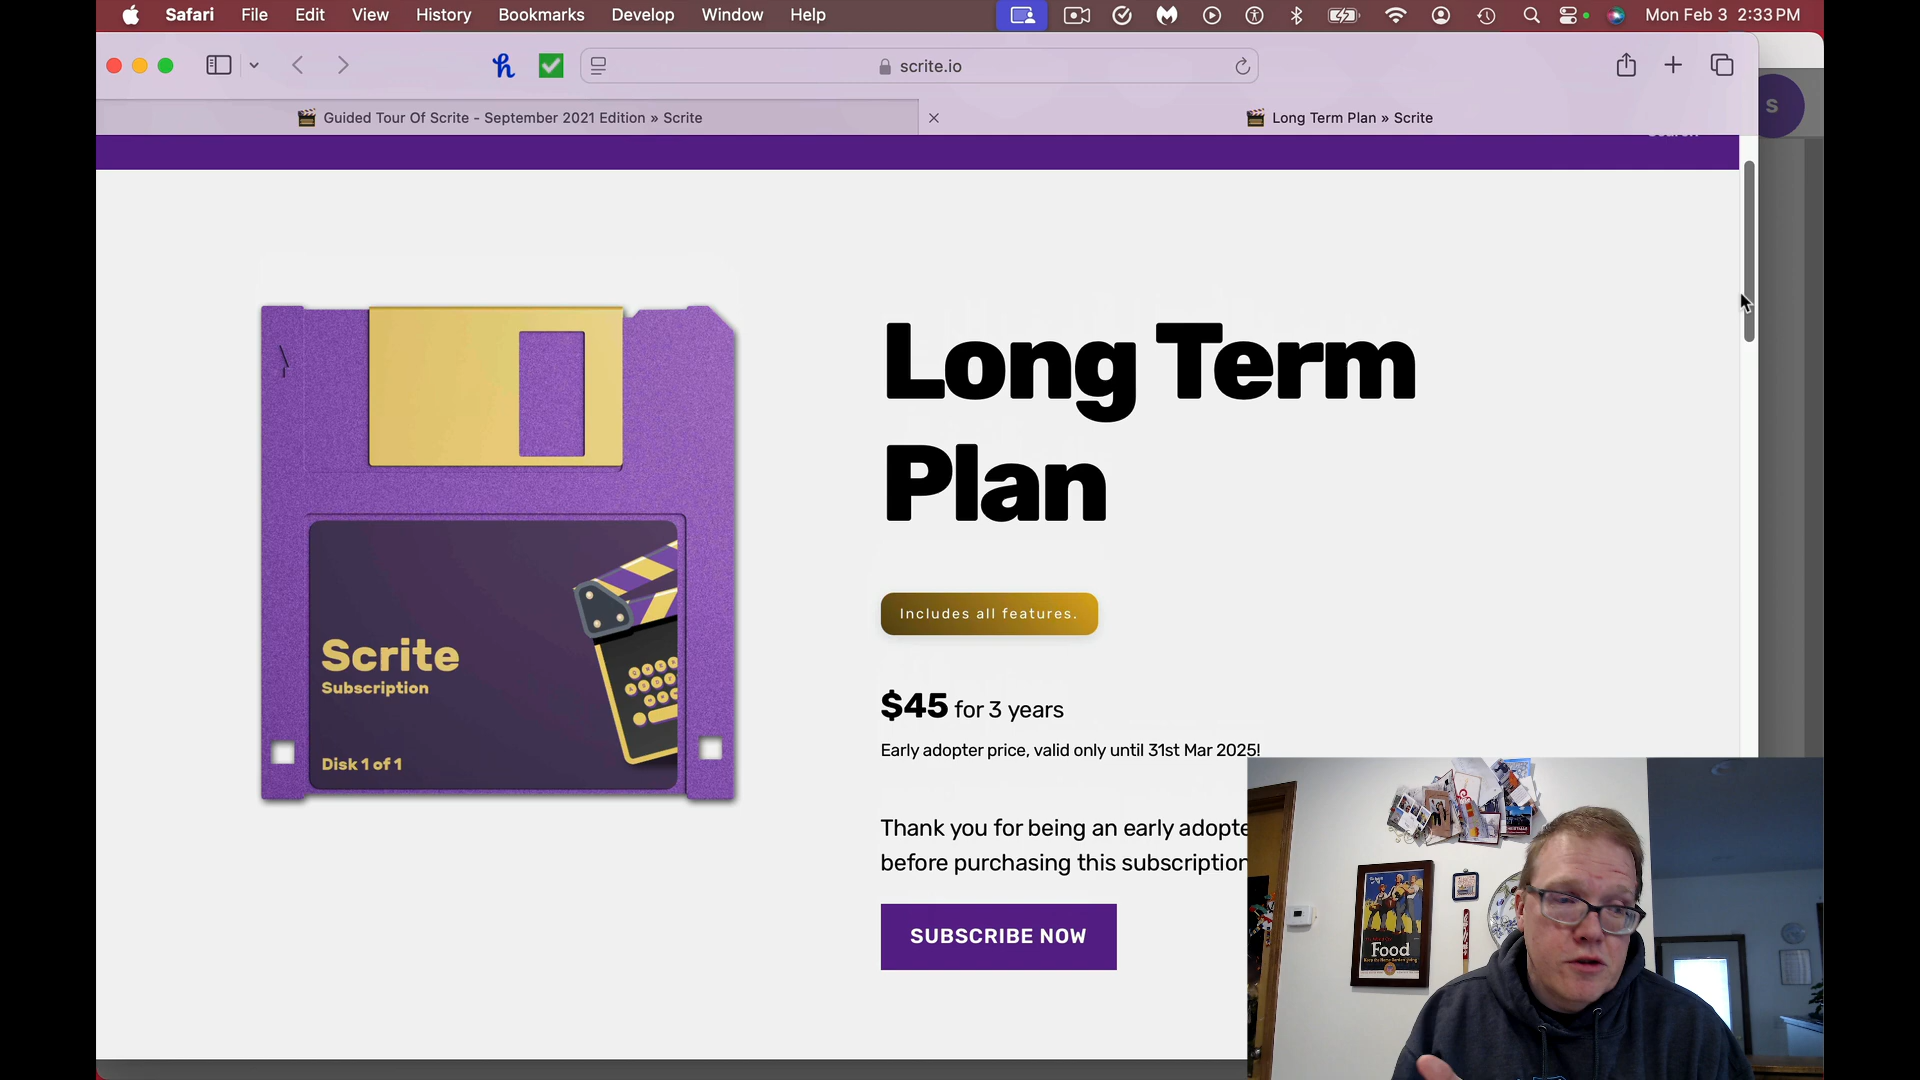 Safari File Edit View History Bookmarks Develop Window Help Mon Feb 3 2:33 PM
scrite.io
Guided Tour Of Scrite - September 2021 Edition » Scrite
Long Term Plan » Scrite
S
Long Term
Plan
Includes all features.
$45 for 3 years
Early adopter price, valid only until 31st Mar 2025!
Thank you for being an early adopte
before purchasing this subscription
SUBSCRIBE NOW
Scrite
Subscription
Disk 1 of 1
Food